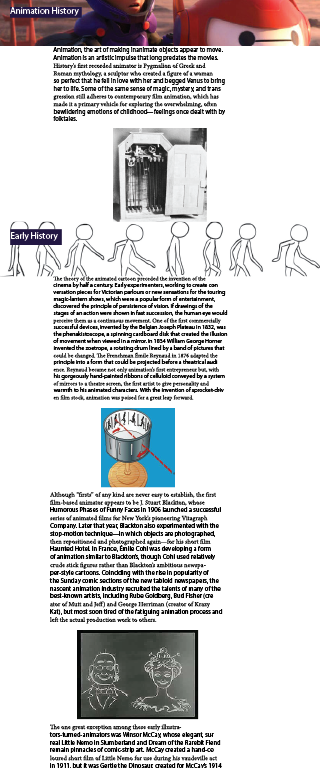 Animation History
Animation, the art of making inanimate objects appear to move.
Animation is an artistic impulse that long predates the movies.
History's first recorded animator is Pygmalion of Greek and
Roman mythology, a sculptor who created a figure of a woman
so perfect that he fell in love with her and begged Venus to bring
her to life. Some of the same sense of magic, mystery, and trans
gression still adheres to contemporary film animation, which has
made it a primary vehicle for exploring the overwhelming, often
bewildering emotions of childhood—feelings once dealt with by
folktales.
Early History
The theory of the animated cartoon preceded the invention of the
cinema by half a century. Early experimenters, working to create con
versation pieces for Victorian parlours or new sensations for the touring
magic-lantern shows, which were a popular form of entertainment,
discovered the principle of persistence of vision. If drawings of the
stages of an action were shown in fast succession, the human eye would
perceive them as a continuous movement. One of the first commercially
successful devices, invented by the Belgian Joseph Plateau in 1832, was
the phenakistoscope, a spinning cardboard disk that created the illusion
of movement when viewed in a mirror. In 1834 William George Horner
invented the zoetrope, a rotating drum lined by a band of pictures that
could be changed. The Frenchman Émile Reynaud in 1876 adapted the
principle into a form that could be projected before a theatrical audi
ence. Reynaud became not only animation's first entrepreneur but, with
his gorgeously hand-painted ribbons of celluloid conveyed by a system
of mirrors to a theatre screen, the first artist to give personality and
warmth to his animated characters. With the invention of sprocket-driv
en film stock, animation was poised for a great leap forward.
Although "firsts" of any kind are never easy to establish, the first
film-based animator appears to be J. Stuart Blackton, whose
Humorous Phases of Funny Faces in 1906 launched a successful
series of animated films for New York's pioneering Vitagraph
Company. Later that year, Blackton also experimented with the
stop-motion technique—in which objects are photographed,
then repositioned and photographed again—for his short film
Haunted Hotel. In France, Émile Cohl was developing a form
of animation similar to Blackton's, though Cohl used relatively
crude stick figures rather than Blackton's ambitious newspa-
per-style cartoons. Coinciding with the rise in popularity of
the Sunday comic sections of the new tabloid newspapers, the
nascent animation industry recruited the talents of many of the
best-known artists, including Rube Goldberg, Bud Fisher (cre
ator of Mutt and Jeff) and George Herriman (creator of Krazy
Kat), but most soon tired of the fatiguing animation process and
left the actual production work to others.
The one great exception among these early illustra-
tors-turned-animators was Winsor McCay, whose elegant, sur
real Little Nemo in Slumberland and Dream of the Rarebit Fiend
remain pinnacles of comic-strip art. McCay created a hand-co
loured short film of Little Nemo for use during his vaudeville act
in 1911, but it was Gertie the Dinosaur, created for McCay's 1914